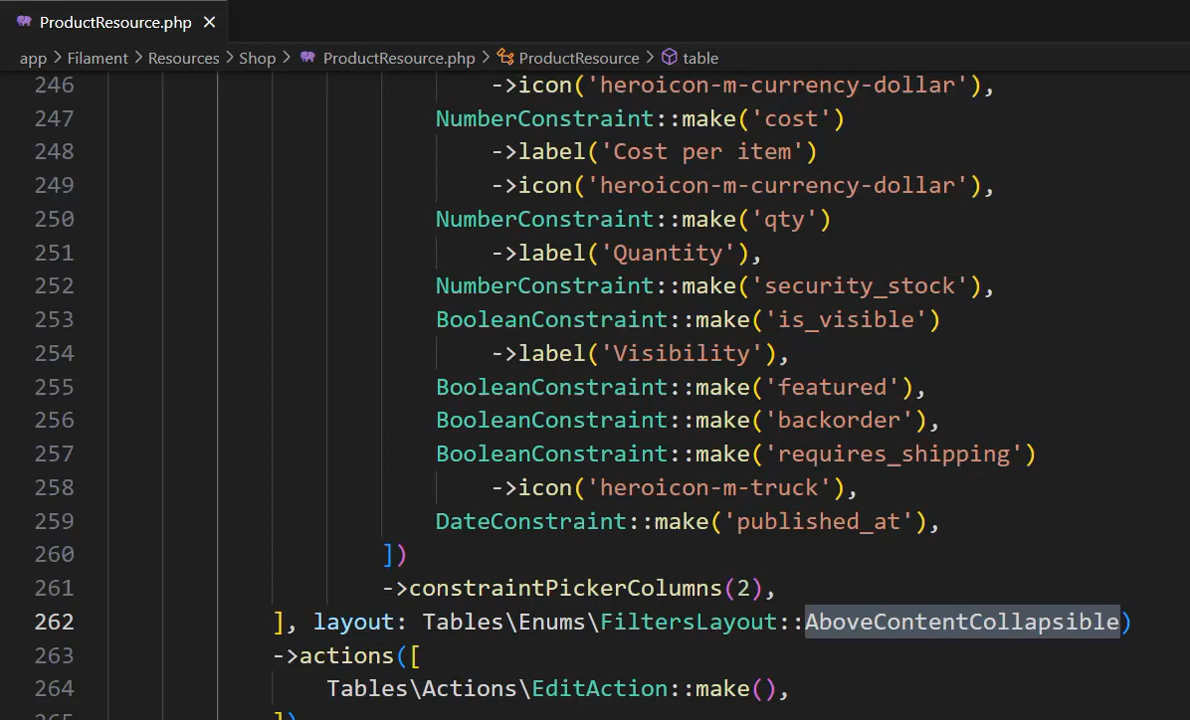 ProductResource.php ×
app > Filament > Resources > Shop > ProductResource.php > ProductResource > table
246 ->icon('heroicon-m-currency-dollar'),
247 NumberConstraint::make('cost')
248 ->label('Cost per item')
249 ->icon('heroicon-m-currency-dollar'),
250 NumberConstraint::make('qty')
251 ->label('Quantity'),
252 NumberConstraint::make('security_stock'),
253 BooleanConstraint::make('is_visible')
254 ->label('Visibility'),
255 BooleanConstraint::make('featured'),
256 BooleanConstraint::make('backorder'),
257 BooleanConstraint::make('requires_shipping')
258 ->icon('heroicon-m-truck'),
259 DateConstraint::make('published_at'),
260 ])
261 ->constraintPickerColumns(2),
262 ], layout: Tables\Enums\FiltersLayout::AboveContentCollapsible)
263 ->actions([
264 Tables\Actions\EditAction::make(),
265 ])